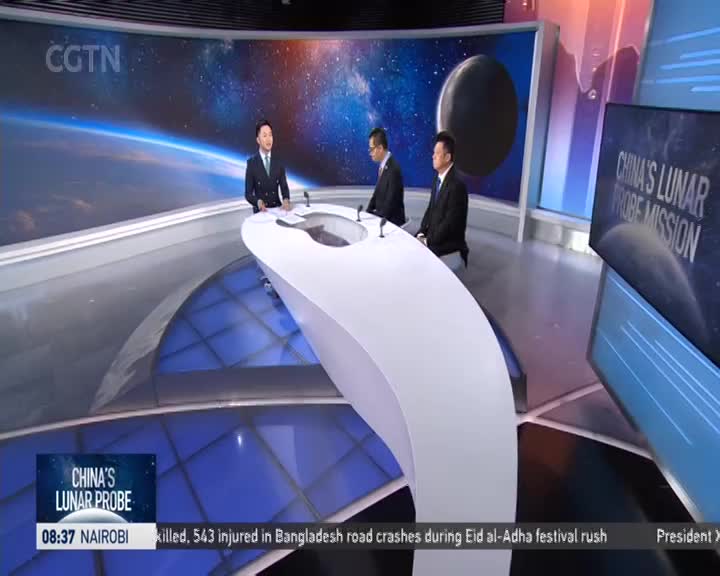 CGTN
CHINA'S LUNAR
PROBE MISSION
CHINA'S
LUNAR PROBE
08:37 NAIROBI
killed, 543 injured in Bangladesh road crashes during Eid al-Adha festival rush
President X